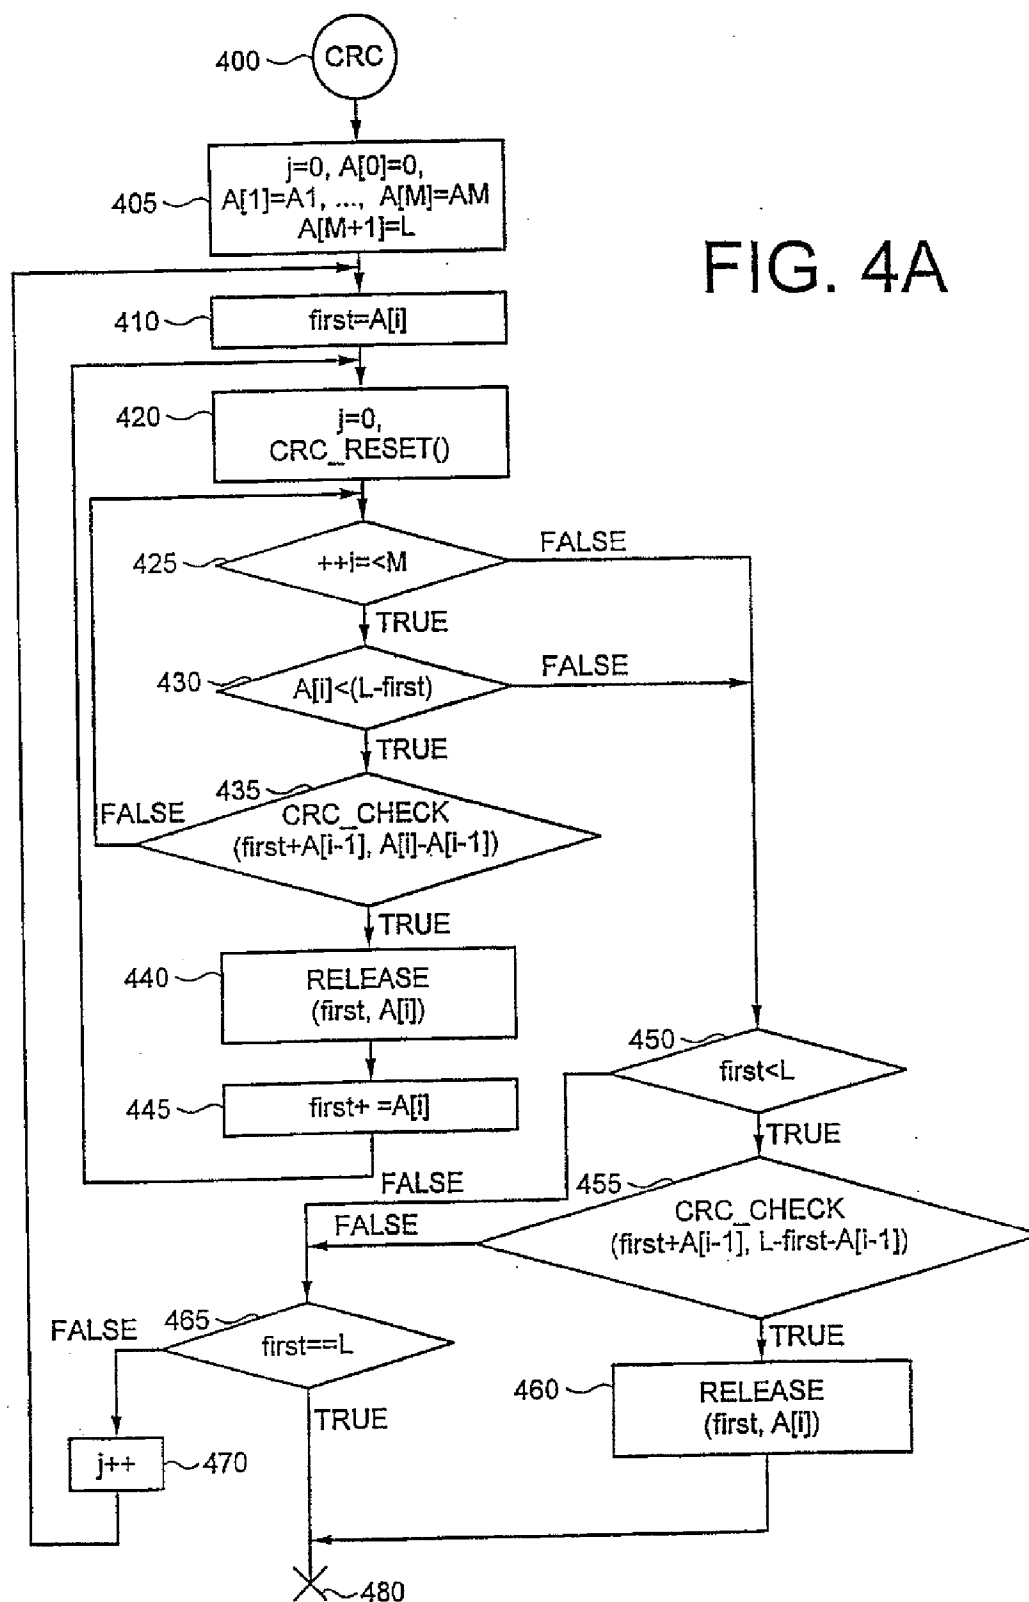 400
CRC
405
j=0, A[0]=0,
A[1]=A1, ..., A[M]=AM
A[M+1]=L
FIG. 4A
410
first=A[i]
420
j=0,
CRC_RESET()
425
++i=<M
FALSE
TRUE
430
A[i]<(L-first)
FALSE
TRUE
435
FALSE
CRC_CHECK
(first+A[i-1], A[i]-A[i-1])
TRUE
440
RELEASE
(first, A[i])
450
first<L
445
first+ =A[i]
TRUE
FALSE
455
CRC_CHECK
(first+A[i-1], L-first-A[i-1])
FALSE
465
FALSE
first==L
TRUE
460
RELEASE
(first, A[i])
TRUE
j++
470
480